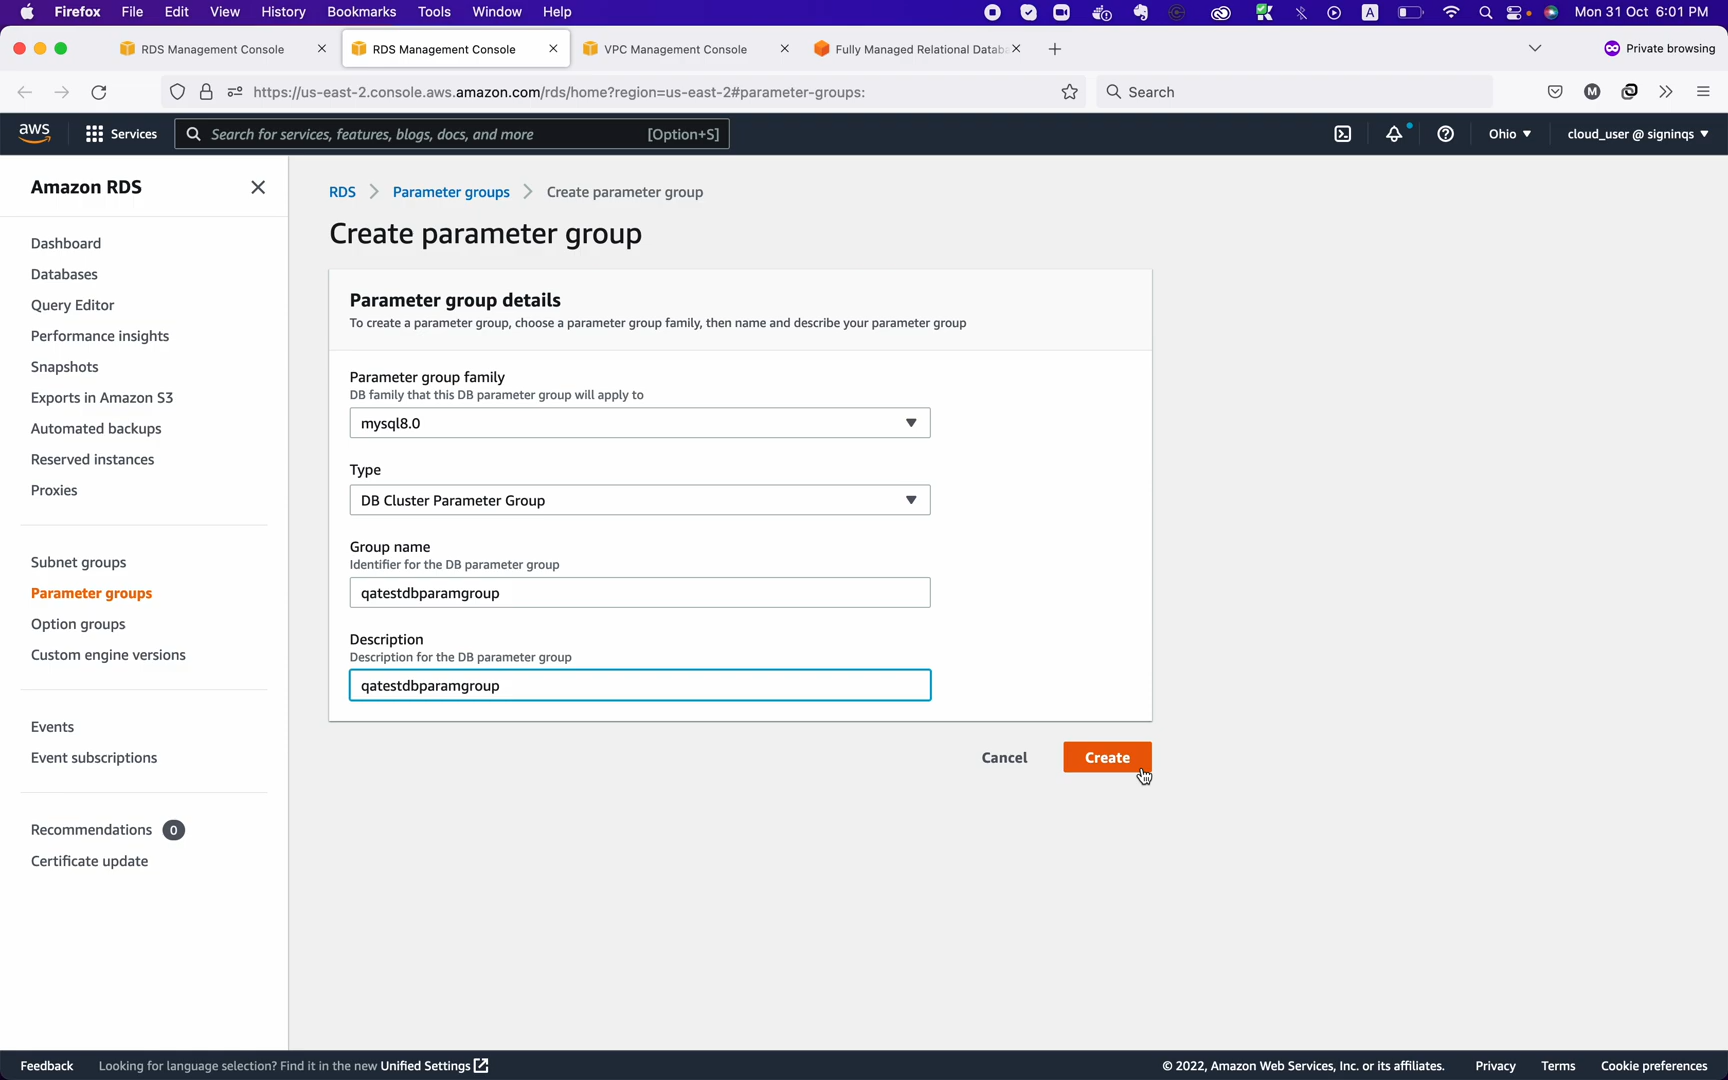 Firefox File Edit View History Bookmarks Tools Window Help A Mon 31 Oct 6:01 PM
RDS Management Console RDS Management Console VPC Management Console Fully Managed Relational Datab Private browsing
https://us-east-2.console.aws.amazon.com/rds/home?region=us-east-2#parameter-groups: Search M
aws Services Search for services, features, blogs, docs, and more [Option+S] Ohio cloud_user @ signinqs
Amazon RDS
Dashboard
Databases
Query Editor
Performance insights
Snapshots
Exports in Amazon S3
Automated backups
Reserved instances
Proxies
Subnet groups
Parameter groups
Option groups
Custom engine versions
Events
Event subscriptions
Recommendations 0
Certificate update
RDS Parameter groups Create parameter group
Create parameter group
Parameter group details
To create a parameter group, choose a parameter group family, then name and describe your parameter group
Parameter group family
DB family that this DB parameter group will apply to
mysql8.0
Type
DB Cluster Parameter Group
Group name
Identifier for the DB parameter group
qatestdbparamgroup
Description
Description for the DB parameter group
qatestdbparamgroup
Cancel Create
Feedback Looking for language selection? Find it in the new Unified Settings © 2022, Amazon Web Services, Inc. or its affiliates. Privacy Terms Cookie preferences